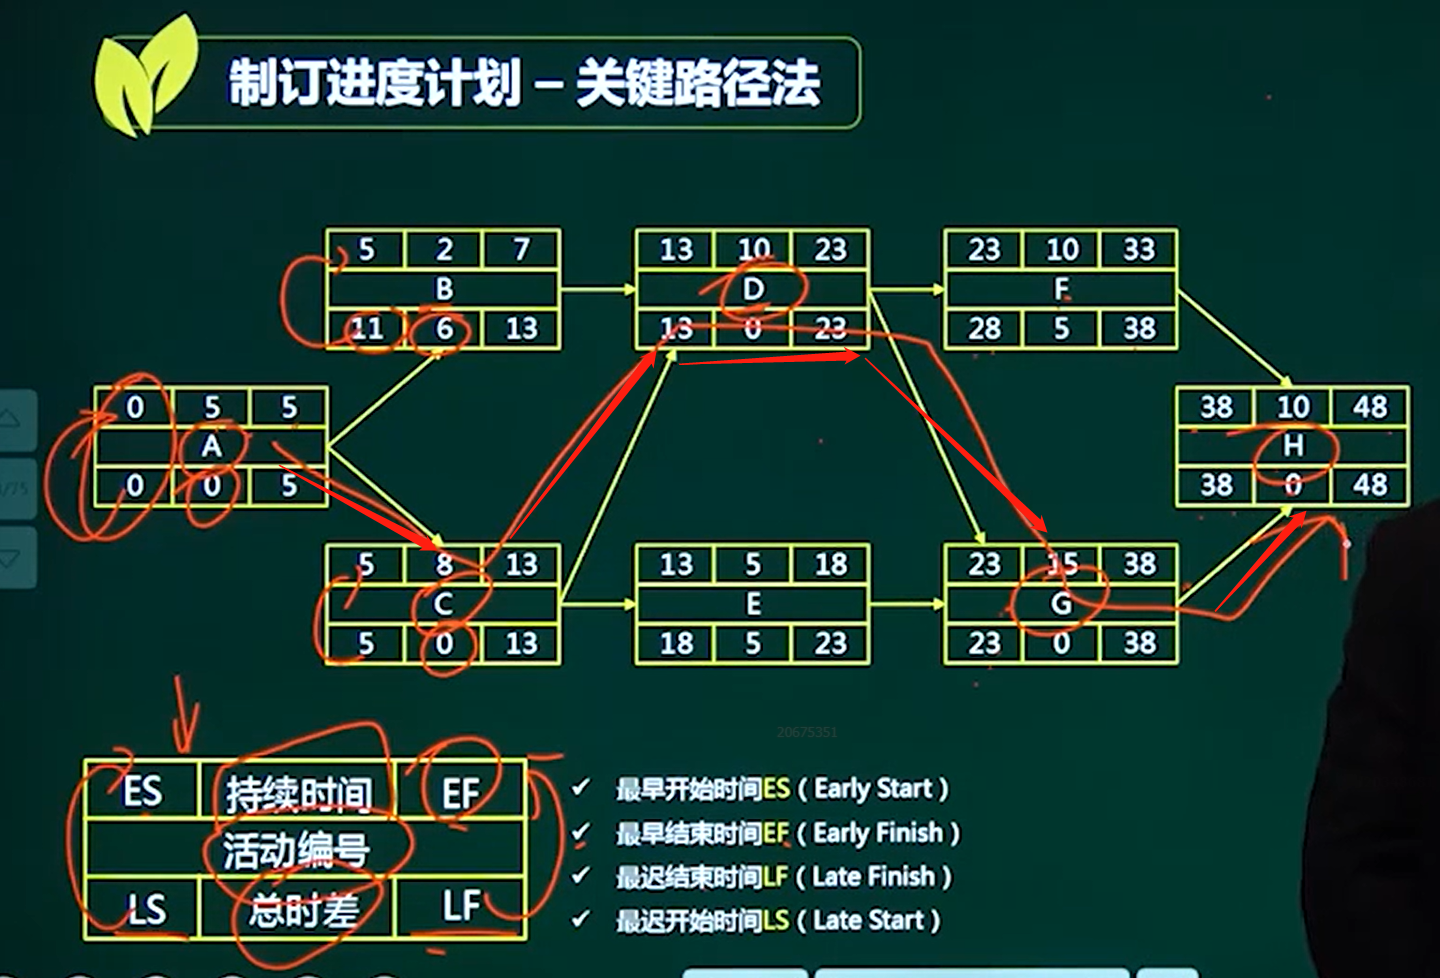 制订进度计划 – 关键路径法
5 2 7
B
11 6 13
13 10 23
D
13 0 23
23 10 33
F
28 5 38
0 5 5
A
0 0 5
38 10 48
H
38 0 48
5 8 13
C
5 0 13
13 5 18
E
18 5 23
23 15 38
G
23 0 38
20675351
ES 持续时间 EF
活动编号
LS 总时差 LF
✓ 最早开始时间ES ( Early Start )
✓ 最早结束时间EF ( Early Finish )
✓ 最迟结束时间LF ( Late Finish )
✓ 最迟开始时间LS ( Late Start )